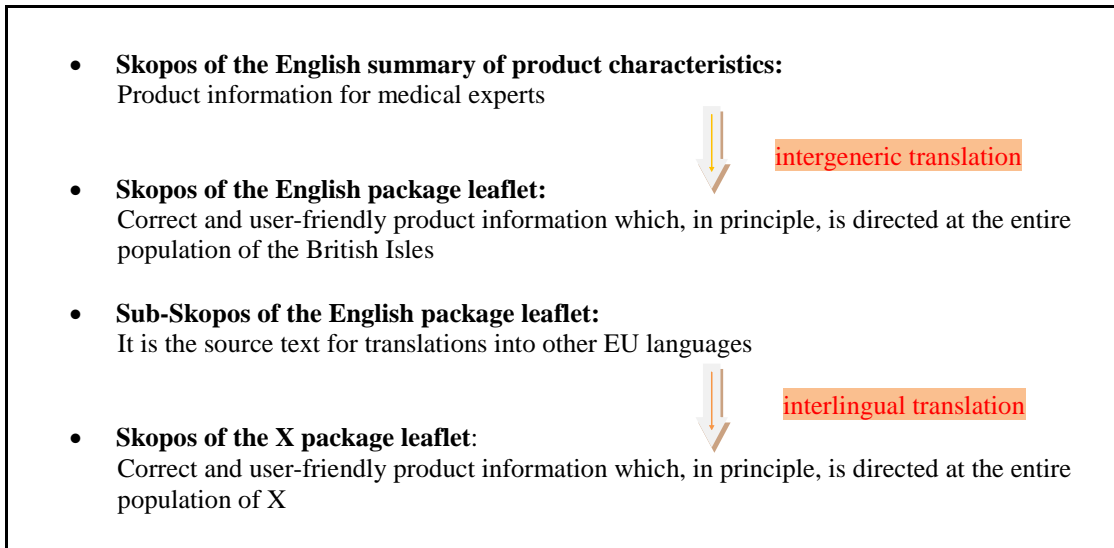 • Skopos of the English summary of product characteristics:
Product information for medical experts
intergeneric translation
• Skopos of the English package leaflet:
Correct and user-friendly product information which, in principle, is directed at the entire
population of the British Isles
• Sub-Skopos of the English package leaflet:
It is the source text for translations into other EU languages
interlingual translation
• Skopos of the X package leaflet:
Correct and user-friendly product information which, in principle, is directed at the entire
population of X